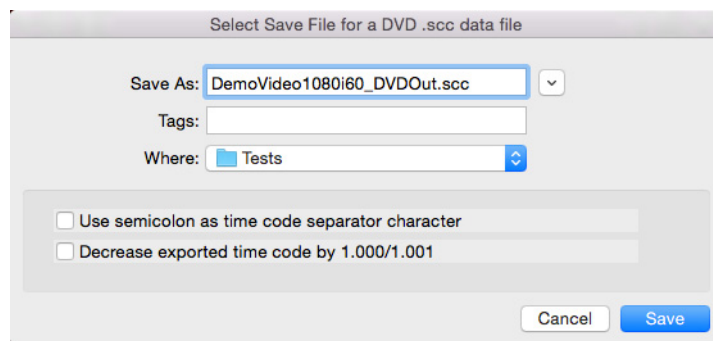 Select Save File for a DVD .scc data file
Save As: DemoVideo1080i60_DVDOut.scc
Tags:
Where: Tests
Use semicolon as time code separator character
Decrease exported time code by 1.000/1.001
Cancel Save